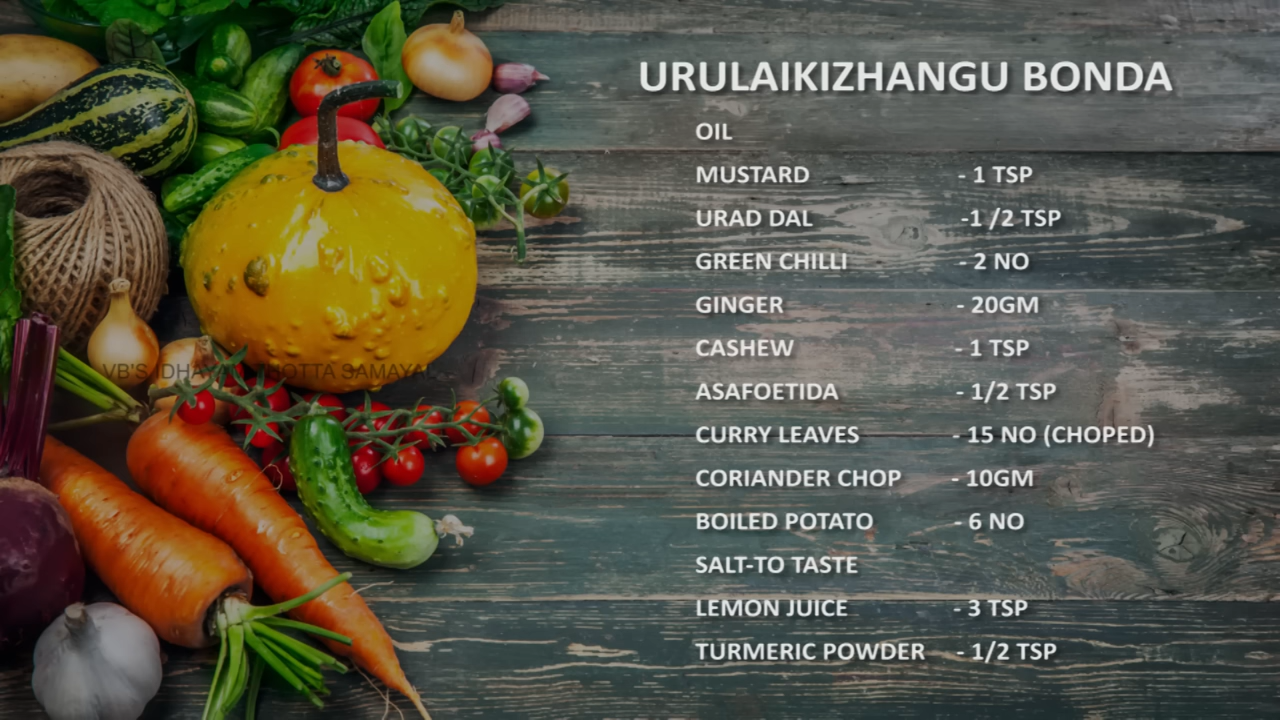 URULAIKIZHANGU BONDA
OIL
MUSTARD - 1 TSP
URAD DAL -1 /2 TSP
GREEN CHILLI - 2 NO
GINGER - 20GM
CASHEW - 1 TSP
ASAFOETIDA - 1/2 TSP
CURRY LEAVES - 15 NO (CHOPED)
CORIANDER CHOP - 10GM
BOILED POTATO - 6 NO
SALT-TO TASTE
LEMON JUICE - 3 TSP
TURMERIC POWDER - 1/2 TSP
VB'S